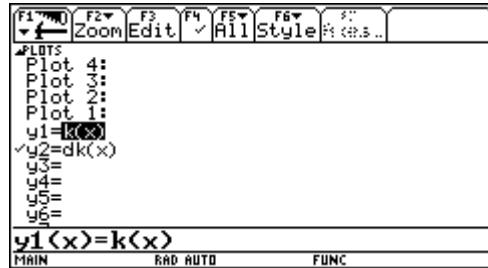 F1 F2 F3 F4 F5 F6
Zoom Edit ✓ All Style
PLOTS
Plot 4:
Plot 3:
Plot 2:
Plot 1:
y1=k(x)
✓y2=dk(x)
y3=
y4=
y5=
y6=
y1(x)=k(x)
MAIN RAD AUTO FUNC